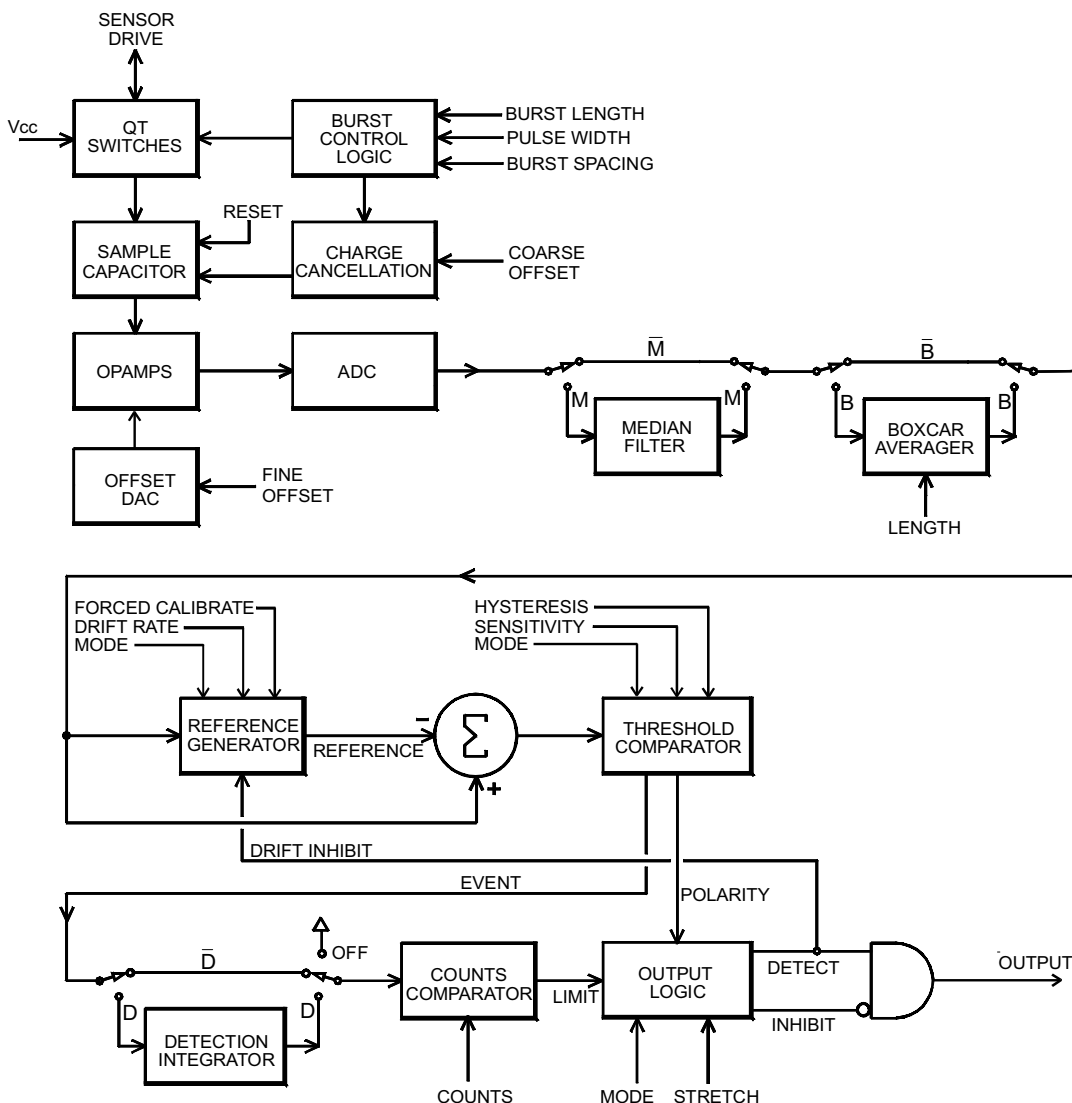 SENSOR
DRIVE
Vcc
QT
SWITCHES
BURST
CONTROL
LOGIC
BURST LENGTH
PULSE WIDTH
BURST SPACING
RESET
SAMPLE
CAPACITOR
CHARGE
CANCELLATION
COARSE
OFFSET
OPAMPS
ADC
M̅
M
M
MEDIAN
FILTER
B̅
B
B
BOXCAR
AVERAGER
LENGTH
OFFSET
DAC
FINE
OFFSET
FORCED CALIBRATE
DRIFT RATE
MODE
HYSTERESIS
SENSITIVITY
MODE
REFERENCE
GENERATOR
REFERENCE
-
Σ
+
THRESHOLD
COMPARATOR
DRIFT INHIBIT
EVENT
POLARITY
D̅
OFF
D
D
DETECTION
INTEGRATOR
COUNTS
COMPARATOR
LIMIT
OUTPUT
LOGIC
DETECT
INHIBIT
OUTPUT
COUNTS
MODE
STRETCH